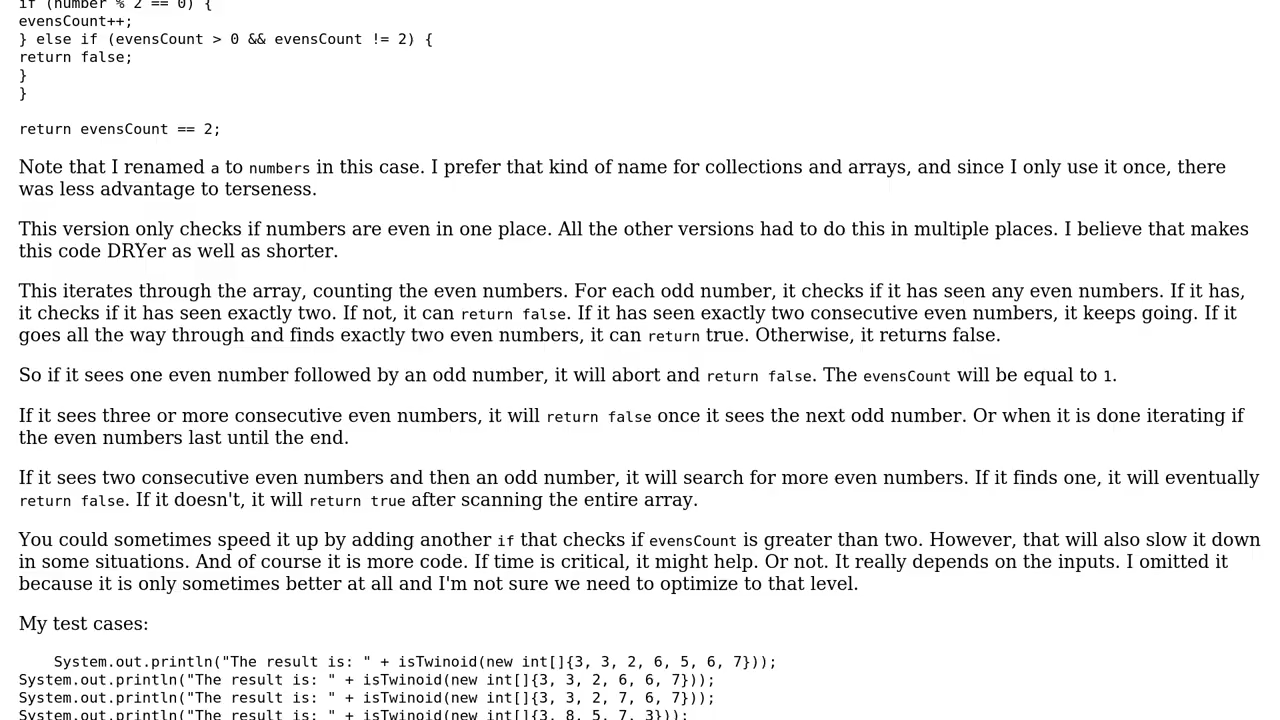 if (number % 2 == 0) {
evensCount++;
} else if (evensCount > 0 && evensCount != 2) {
return false;
}
}
return evensCount == 2;
Note that I renamed a to numbers in this case. I prefer that kind of name for collections and arrays, and since I only use it once, there
was less advantage to terseness.
This version only checks if numbers are even in one place. All the other versions had to do this in multiple places. I believe that makes
this code DRYer as well as shorter.
This iterates through the array, counting the even numbers. For each odd number, it checks if it has seen any even numbers. If it has,
it checks if it has seen exactly two. If not, it can return false. If it has seen exactly two consecutive even numbers, it keeps going. If it
goes all the way through and finds exactly two even numbers, it can return true. Otherwise, it returns false.
So if it sees one even number followed by an odd number, it will abort and return false. The evensCount will be equal to 1.
If it sees three or more consecutive even numbers, it will return false once it sees the next odd number. Or when it is done iterating if
the even numbers last until the end.
If it sees two consecutive even numbers and then an odd number, it will search for more even numbers. If it finds one, it will eventually
return false. If it doesn't, it will return true after scanning the entire array.
You could sometimes speed it up by adding another if that checks if evensCount is greater than two. However, that will also slow it down
in some situations. And of course it is more code. If time is critical, it might help. Or not. It really depends on the inputs. I omitted it
because it is only sometimes better at all and I'm not sure we need to optimize to that level.
My test cases:
System.out.println("The result is: " + isTwinoid(new int[]{3, 3, 2, 6, 5, 6, 7}));
System.out.println("The result is: " + isTwinoid(new int[]{3, 3, 2, 6, 6, 7}));
System.out.println("The result is: " + isTwinoid(new int[]{3, 3, 2, 7, 6, 7}));
System.out.println("The result is: " + isTwinoid(new int[]{3, 8, 5, 7, 3}));